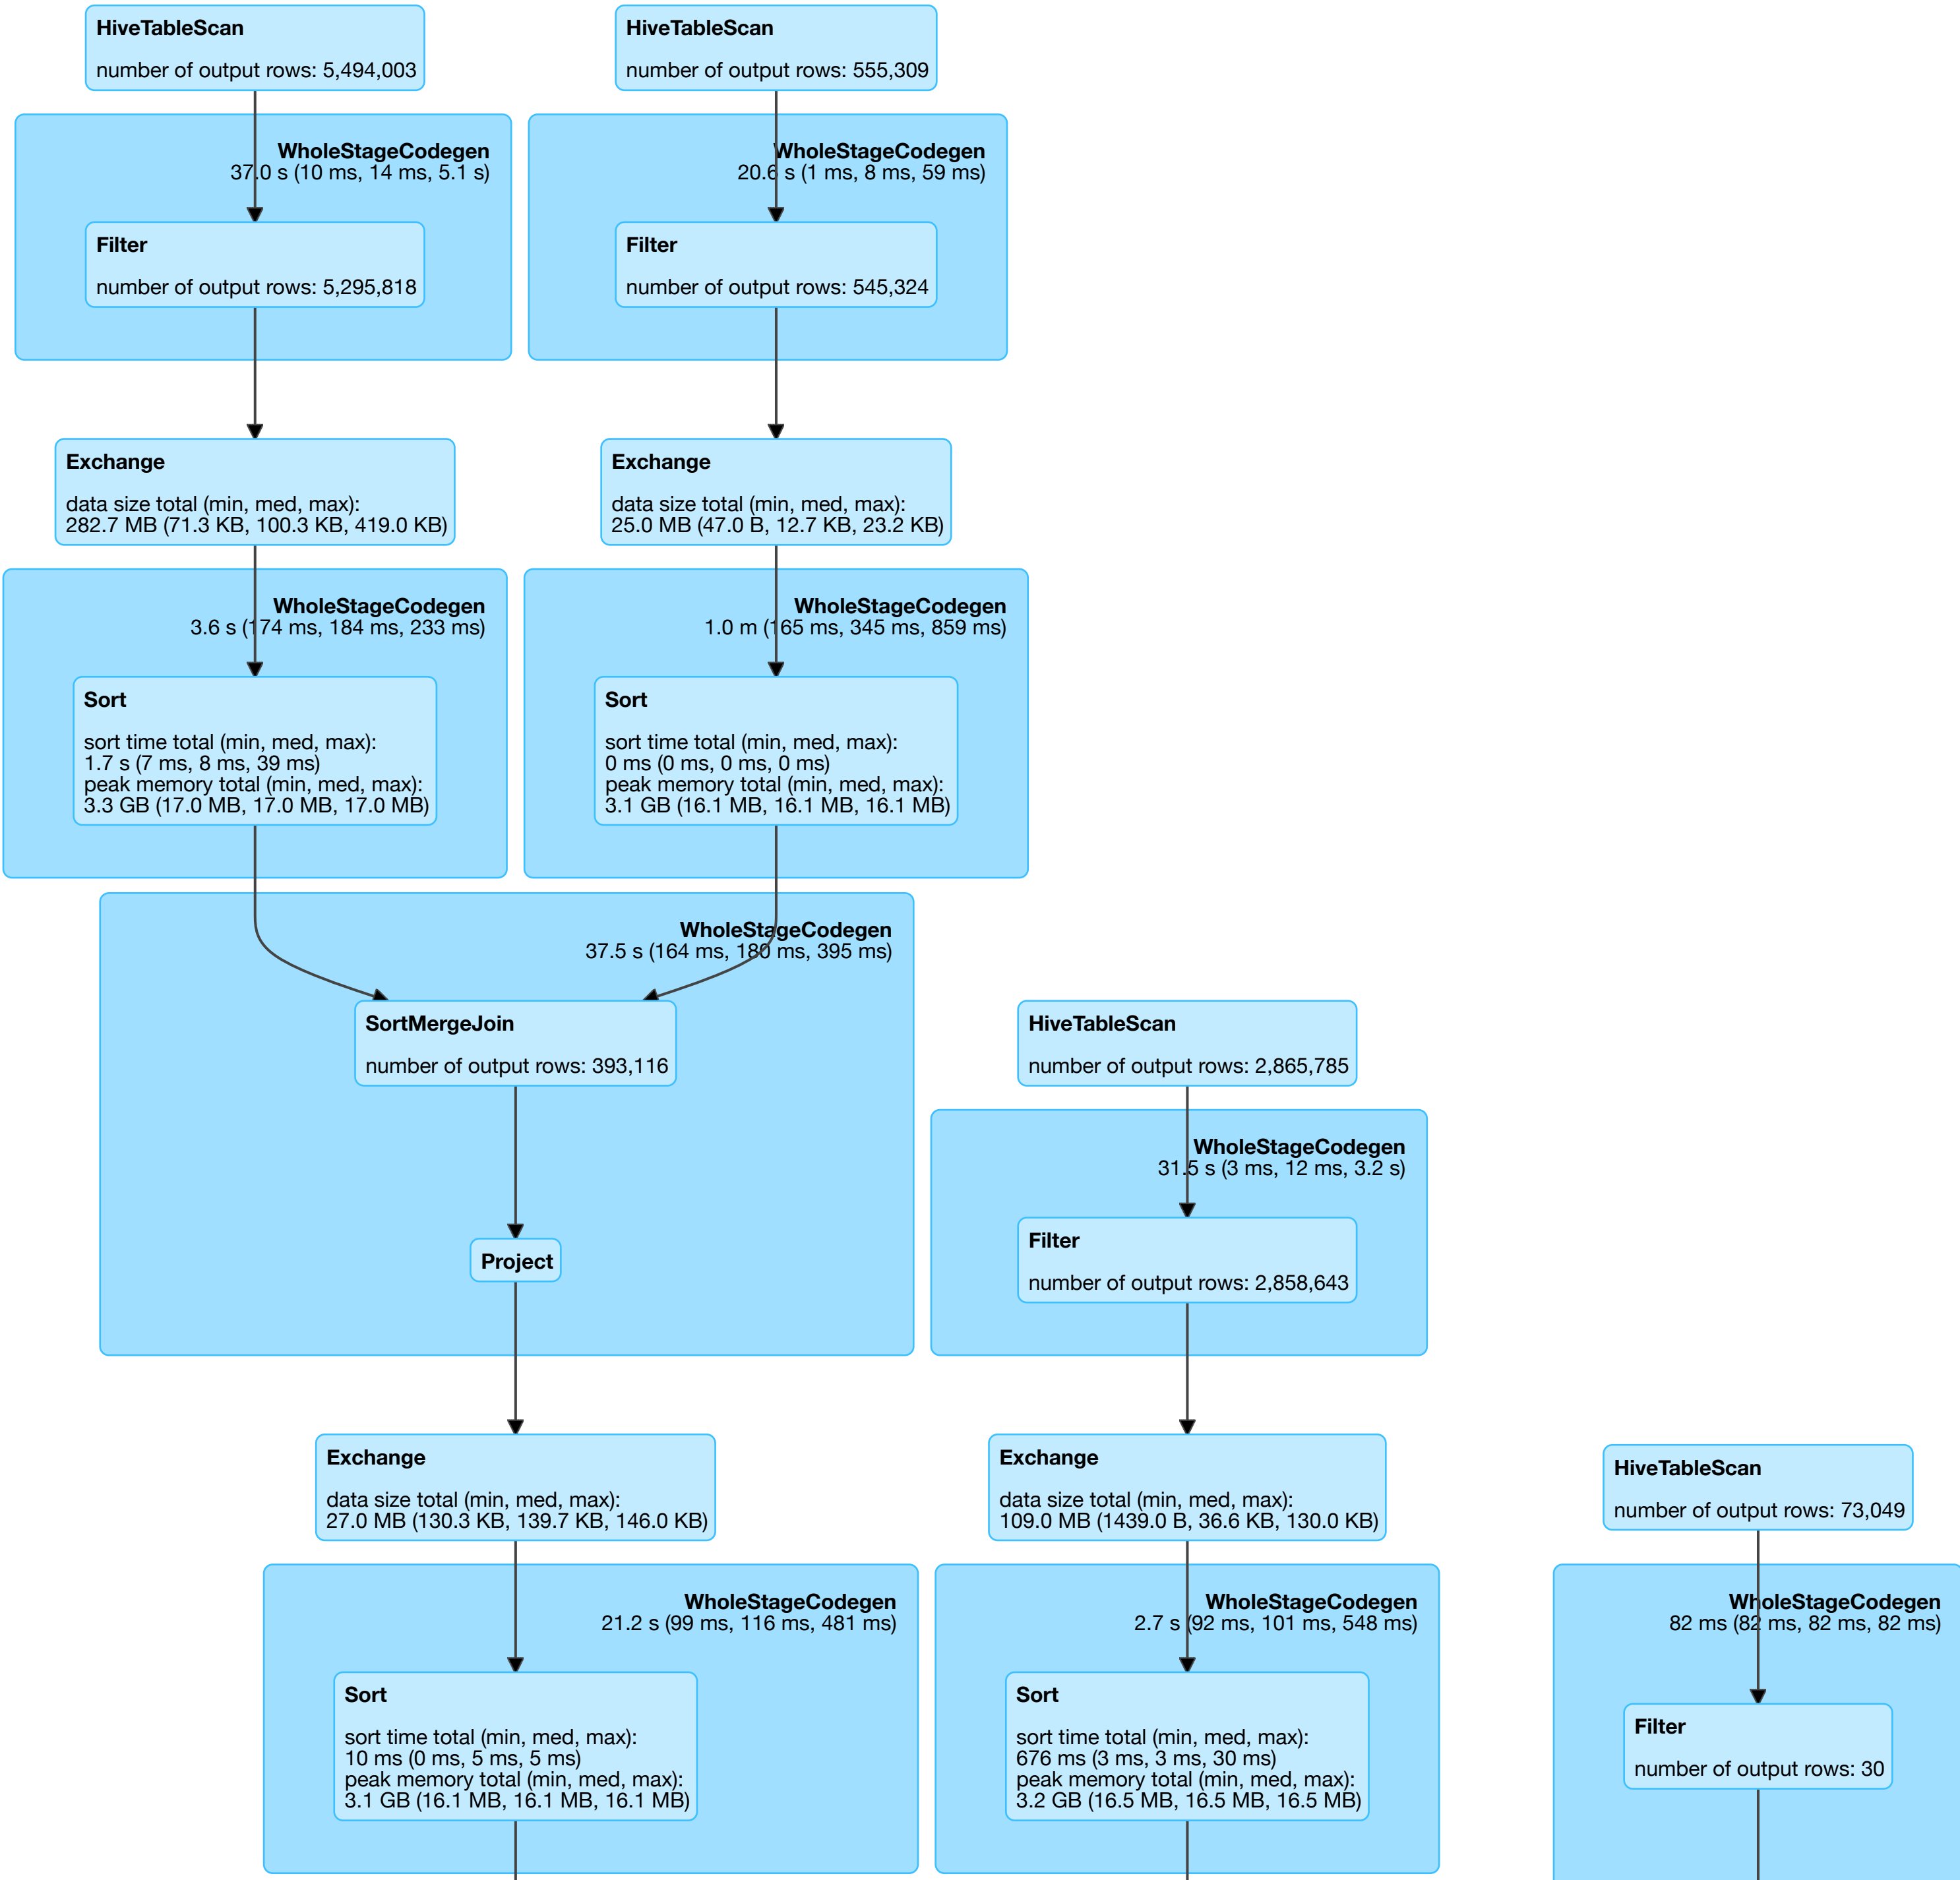 HiveTableScan
number of output rows: 5,494,003
HiveTableScan
number of output rows: 555,309
WholeStageCodegen
37.0 s (10 ms, 14 ms, 5.1 s)
WholeStageCodegen
20.6 s (1 ms, 8 ms, 59 ms)
Filter
number of output rows: 5,295,818
Filter
number of output rows: 545,324
Exchange
data size total (min, med, max):
282.7 MB (71.3 KB, 100.3 KB, 419.0 KB)
Exchange
data size total (min, med, max):
25.0 MB (47.0 B, 12.7 KB, 23.2 KB)
WholeStageCodegen
3.6 s (174 ms, 184 ms, 233 ms)
WholeStageCodegen
1.0 m (165 ms, 345 ms, 859 ms)
Sort
sort time total (min, med, max):
1.7 s (7 ms, 8 ms, 39 ms)
peak memory total (min, med, max):
3.3 GB (17.0 MB, 17.0 MB, 17.0 MB)
Sort
sort time total (min, med, max):
0 ms (0 ms, 0 ms, 0 ms)
peak memory total (min, med, max):
3.1 GB (16.1 MB, 16.1 MB, 16.1 MB)
WholeStageCodegen
37.5 s (164 ms, 180 ms, 395 ms)
SortMergeJoin
number of output rows: 393,116
HiveTableScan
number of output rows: 2,865,785
WholeStageCodegen
31.5 s (3 ms, 12 ms, 3.2 s)
Project
Filter
number of output rows: 2,858,643
Exchange
data size total (min, med, max):
27.0 MB (130.3 KB, 139.7 KB, 146.0 KB)
Exchange
data size total (min, med, max):
109.0 MB (1439.0 B, 36.6 KB, 130.0 KB)
HiveTableScan
number of output rows: 73,049
WholeStageCodegen
21.2 s (99 ms, 116 ms, 481 ms)
WholeStageCodegen
2.7 s (92 ms, 101 ms, 548 ms)
WholeStageCodegen
82 ms (82 ms, 82 ms, 82 ms)
Sort
sort time total (min, med, max):
10 ms (0 ms, 5 ms, 5 ms)
peak memory total (min, med, max):
3.1 GB (16.1 MB, 16.1 MB, 16.1 MB)
Sort
sort time total (min, med, max):
676 ms (3 ms, 3 ms, 30 ms)
peak memory total (min, med, max):
3.2 GB (16.5 MB, 16.5 MB, 16.5 MB)
Filter
number of output rows: 30